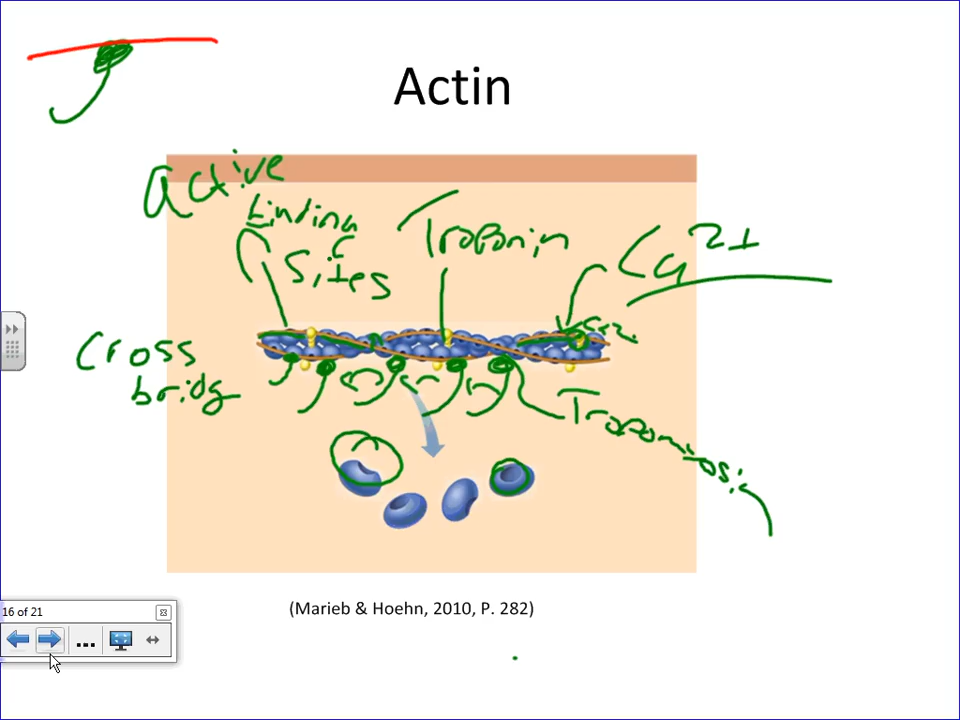 Actin
active
binding
Sites
Troponin
Ca2+
Cross
bridg
Tropomyosin
(Marieb & Hoehn, 2010, P. 282)
16 of 21
...